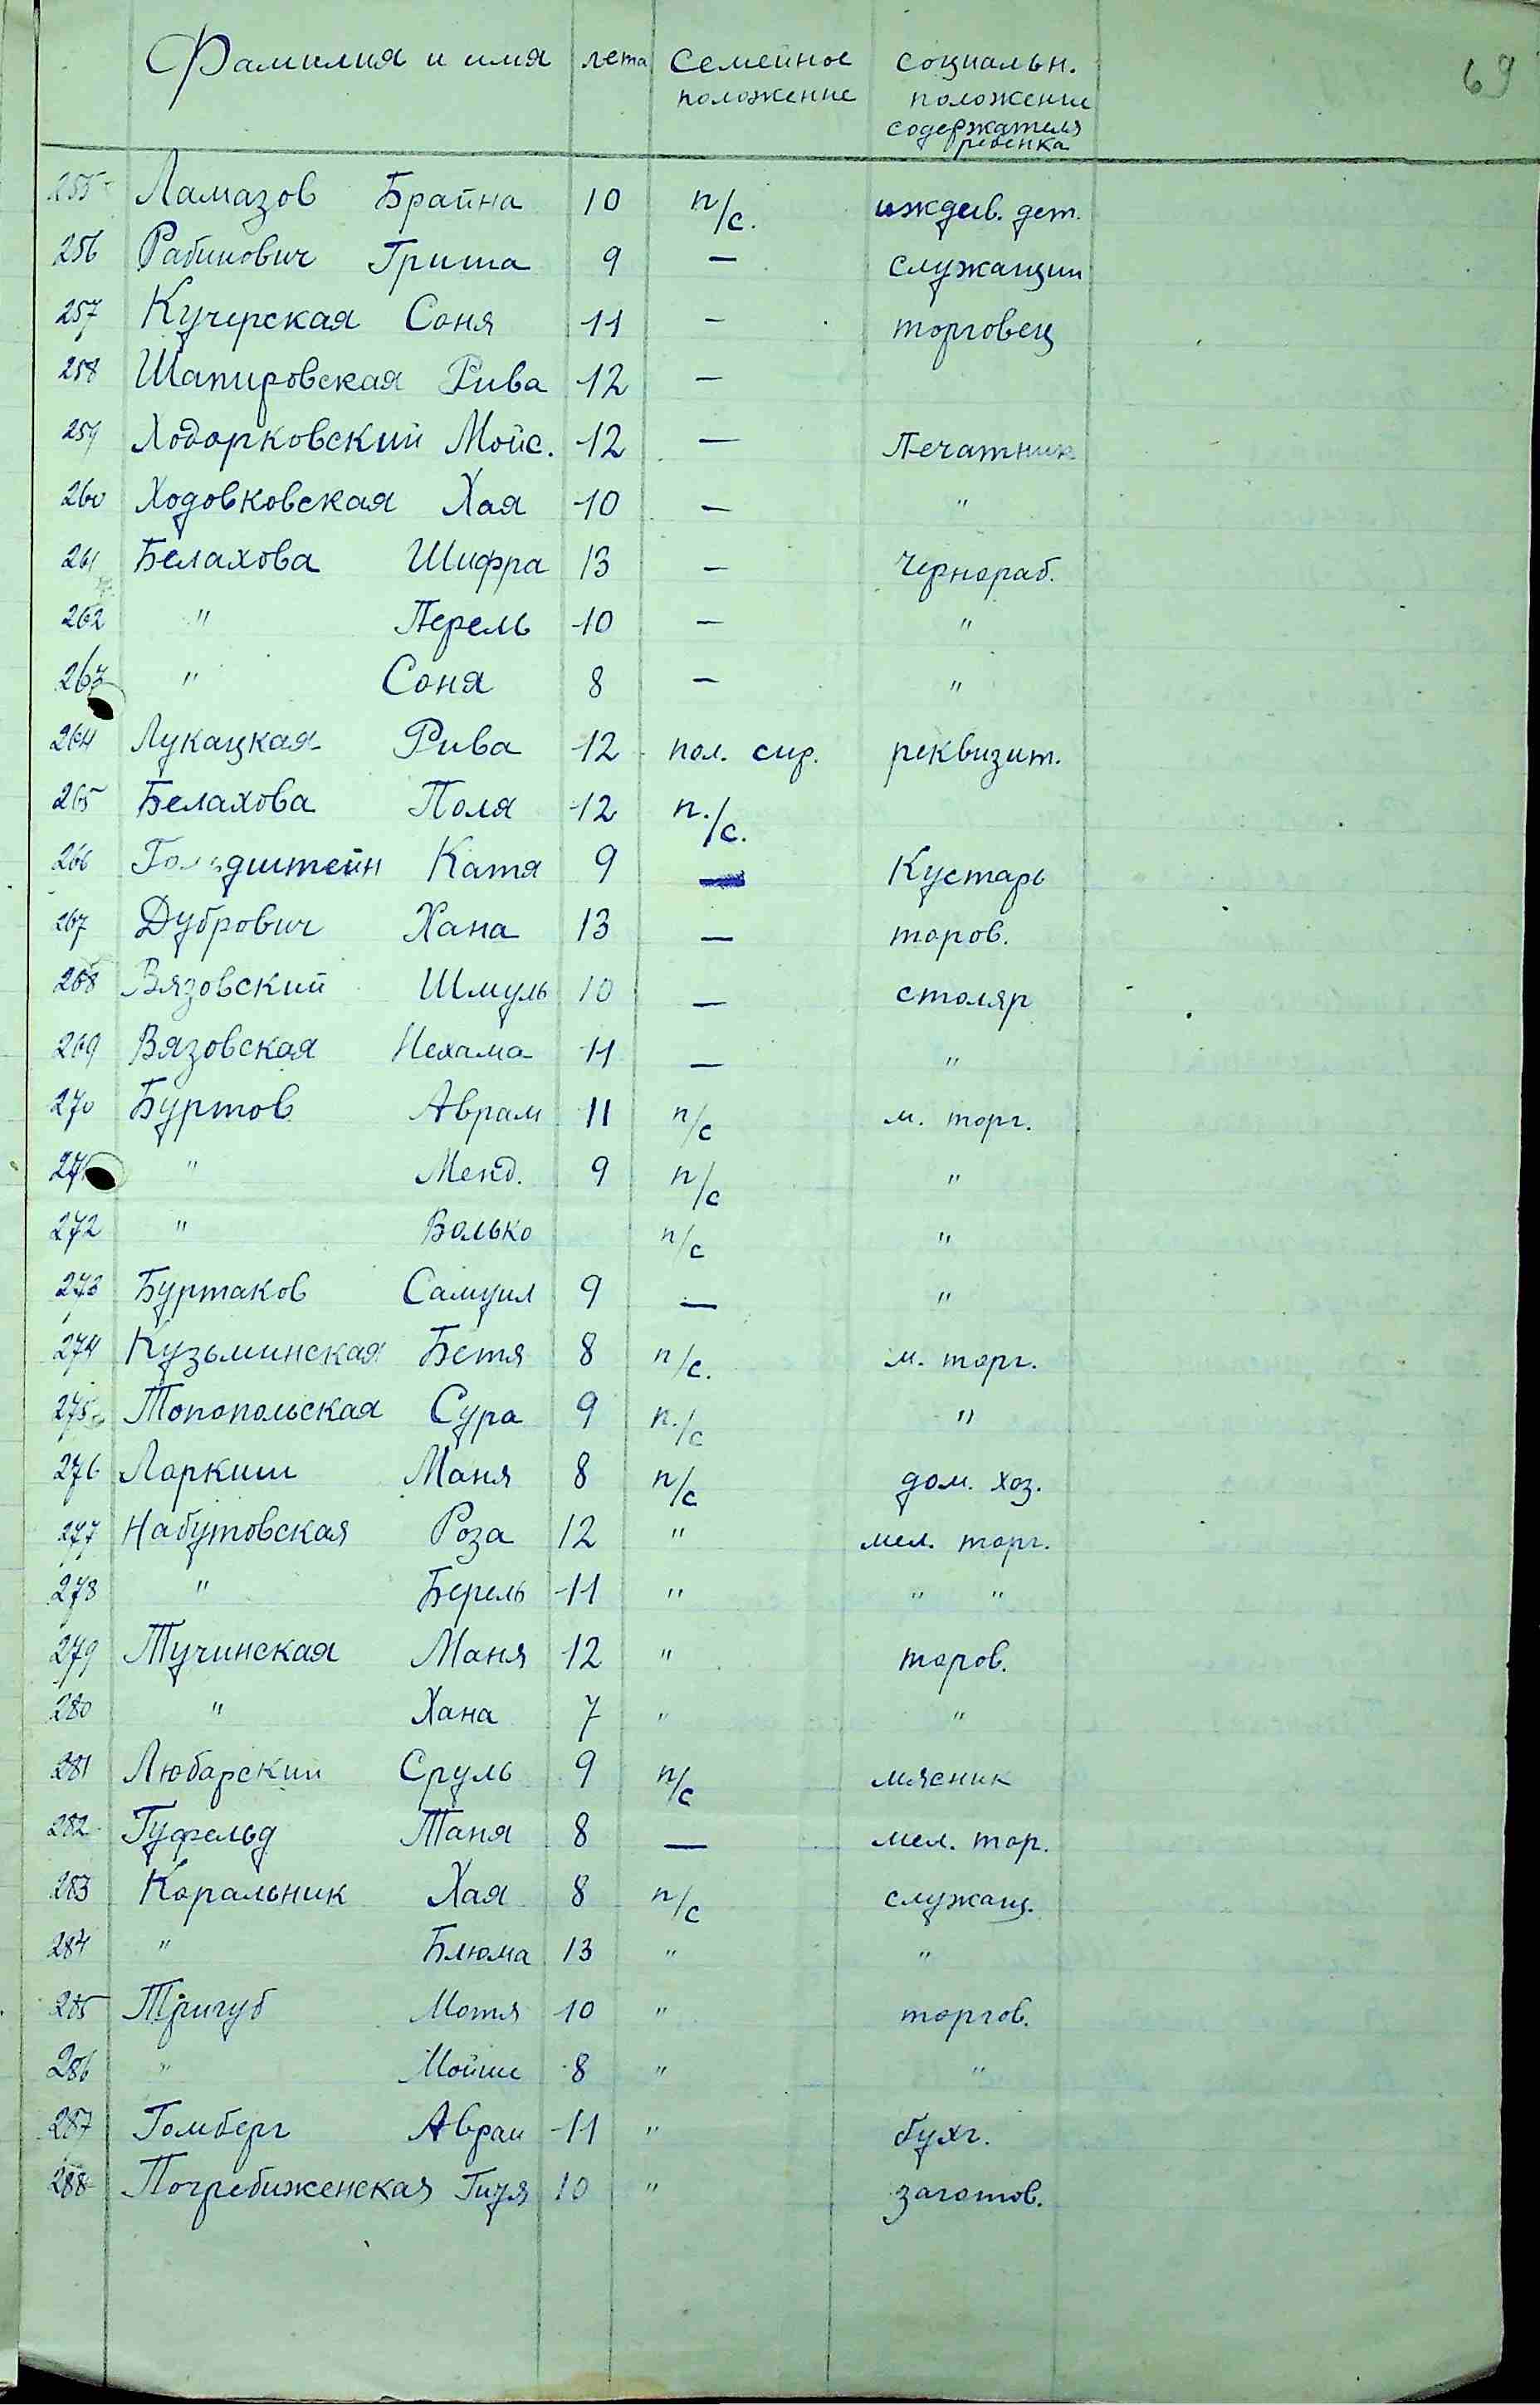 69
Фамилия и имя лета Семейное положение социальн. положение содержателя ребенка
255 Ламазов Брайна 10 п/с. иждив. дет.
256 Рабинович Гриша 9 — служащии
257 Кучерская Соня 11 — торговец
258 Шапировская Рива 12 —
259 Ходорковский Мойс. 12 — Печатник
260 Ходовковская Хая 10 — "
261 Белахова Шифра 13 — Чернораб.
262 " Перель 10 — "
263 " Соня 8 — "
264 Лукацкая Рива 12 пол. сир. реквизит.
265 Белахова Поля 12 п./с.
266 Гольдштейн Катя 9 — Кустарь
267 Дубрович Хана 13 — торов.
268 Вязовский Шмуль 10 — столяр
269 Вязовская Нехама 11 — "
270 Буртов Аврам 11 п/с м. торг.
271 " Менд. 9 п/с "
272 " Волько п/с "
273 Буртаков Самуил 9 — "
274 Кузьминская Бетя 8 п/с. м. торг.
275 Топопольская Сура 9 п./с "
276 Ларкиш Маня 8 п/с дом. хоз.
277 Набутовская Роза 12 " мел. торг.
278 " Берель 11 " " "
279 Тучинская Маня 12 " торов.
280 " Хана 7 " "
281 Любарский Сруль 9 п/с мясник
282 Гуфельд Таня 8 — мел. тор.
283 Каральник Хая 8 п/с служащ.
284 " Блюма 13 " "
285 Тригуб Мотя 10 " торгов.
286 " Мойше 8 " "
287 Гомберг Аврам 11 " бухг.
288 Погребиженская Гитя 10 " заготов.